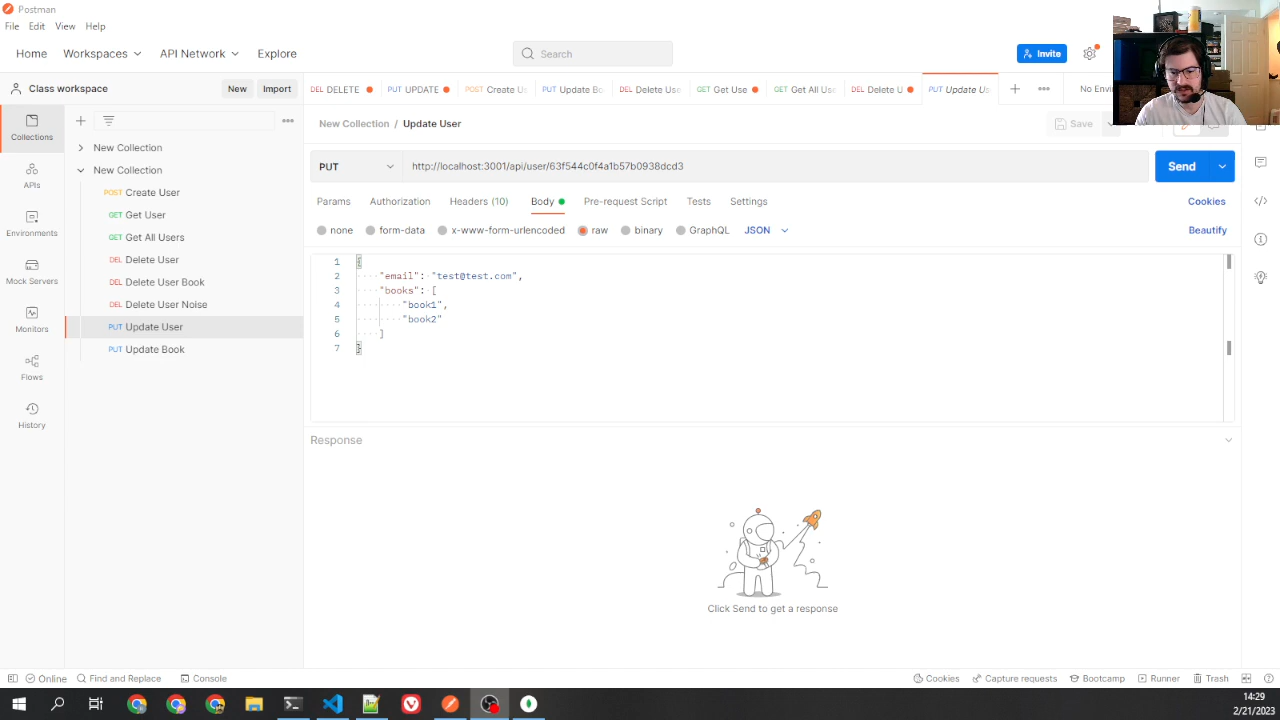 Postman
File Edit View Help
Home Workspaces API Network Explore Search Invite
Class workspace New Import DEL DELETE PUT UPDATE POST Create Us PUT Update Bo DEL Delete Use GET Get Use GET Get All Use DEL Delete U PUT Update Us No Envi
Collections
APIs
Environments
Mock Servers
Monitors
Flows
History
New Collection
New Collection
POST Create User
GET Get User
GET Get All Users
DEL Delete User
DEL Delete User Book
DEL Delete User Noise
PUT Update User
PUT Update Book
New Collection / Update User Save
PUT http://localhost:3001/api/user/63f544c0f4a1b57b0938dcd3 Send
Params Authorization Headers (10) Body Pre-request Script Tests Settings Cookies
none form-data x-www-form-urlencoded raw binary GraphQL JSON Beautify
1 {
2 "email": "test@test.com",
3 "books": [
4 "book1",
5 "book2"
6 ]
7 }
Response
Click Send to get a response
Online Find and Replace Console Cookies Capture requests Bootcamp Runner Trash
14:29
2/21/2023